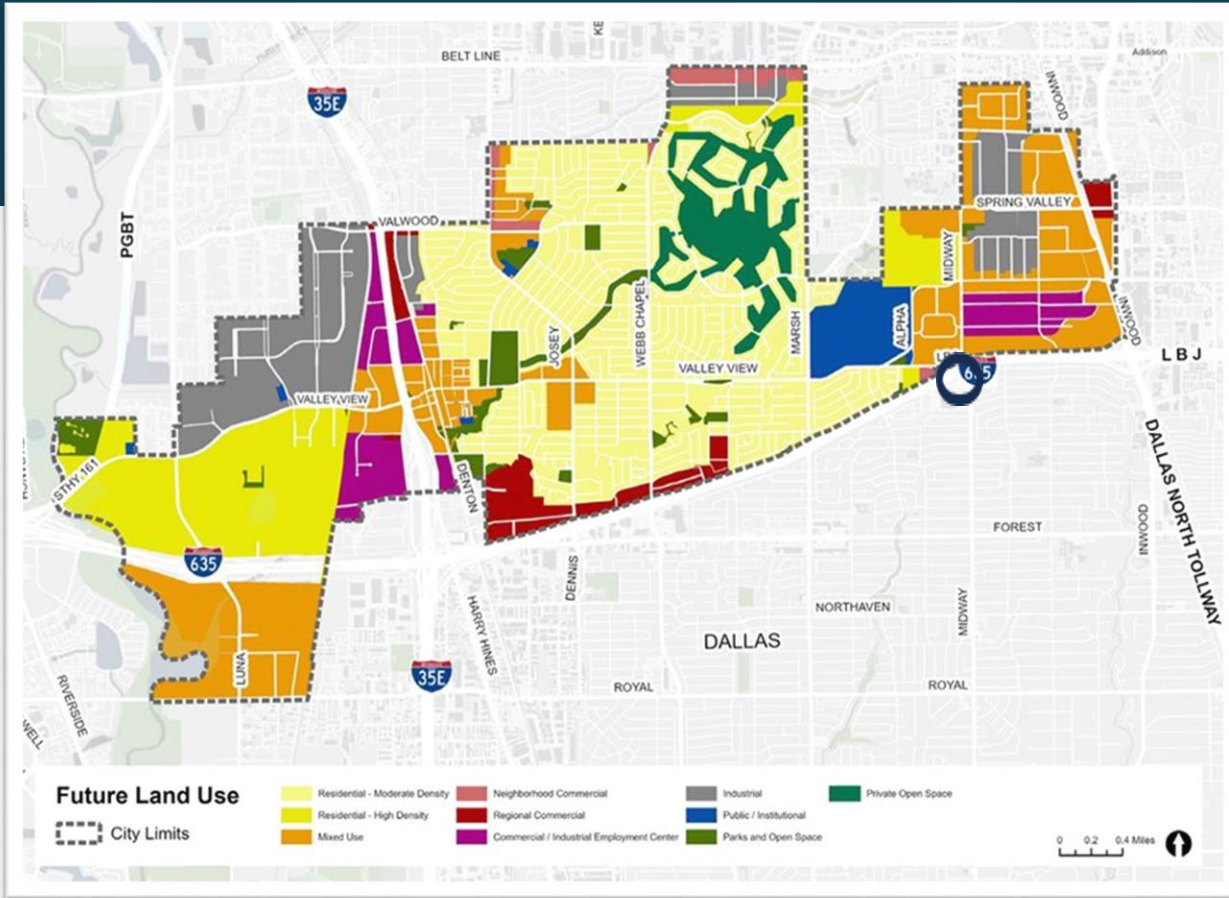 BELT LINE
KE
Addison
INWOOD
35E
SPRING VALLEY
VALWOOD
PGBT
MIDWAY
INWOOD
WEBB CHAPEL
ALPHA
MARSH
JOSEY
LBJ
635
VALLEY VIEW
VALLEY VIEW
DENTON
DALLAS NORTH TOLLWAY
STHY 161
FOREST
INWOOD
635
DENNIS
HARRY HINES
NORTHAVEN
MIDWAY
DALLAS
LUNA
35E
ROYAL
ROYAL
RIVERSIDE
WELL
Future Land Use
City Limits
Residential - Moderate Density
Residential - High Density
Mixed Use
Neighborhood Commercial
Regional Commercial
Commercial / Industrial Employment Center
Industrial
Public / Institutional
Parks and Open Space
Private Open Space
0 0.2 0.4 Miles